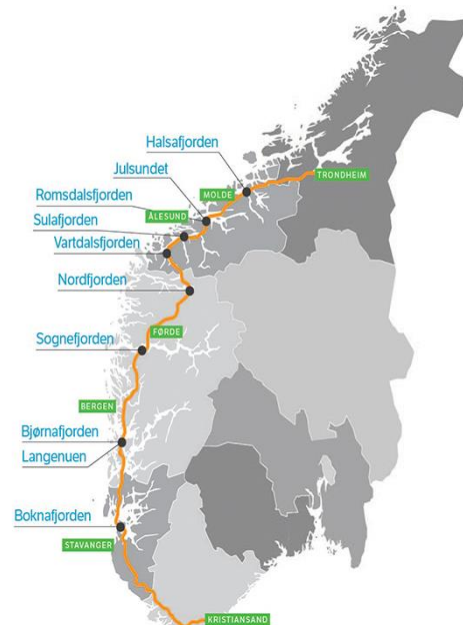 Halsafjorden
Julsundet
TRONDHEIM
MOLDE
Romsdalsfjorden
ÅLESUND
Sulafjorden
Vartdalsfjorden
Nordfjorden
FØRDE
Sognefjorden
BERGEN
Bjørnafjorden
Langenuen
Boknafjorden
STAVANGER
KRISTIANSAND